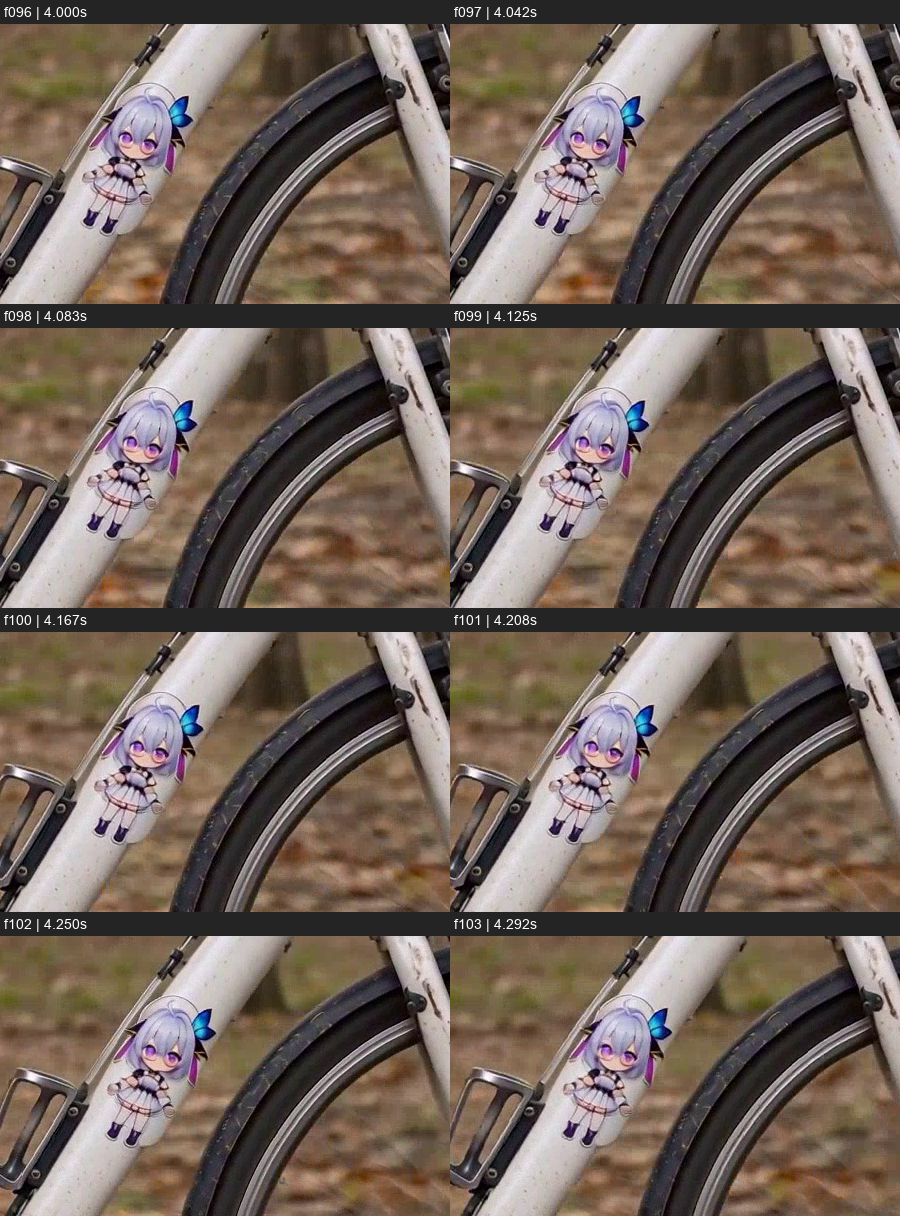 f096 | 4.000s
f097 | 4.042s
f098 | 4.083s
f099 | 4.125s
f100 | 4.167s
f101 | 4.208s
f102 | 4.250s
f103 | 4.292s